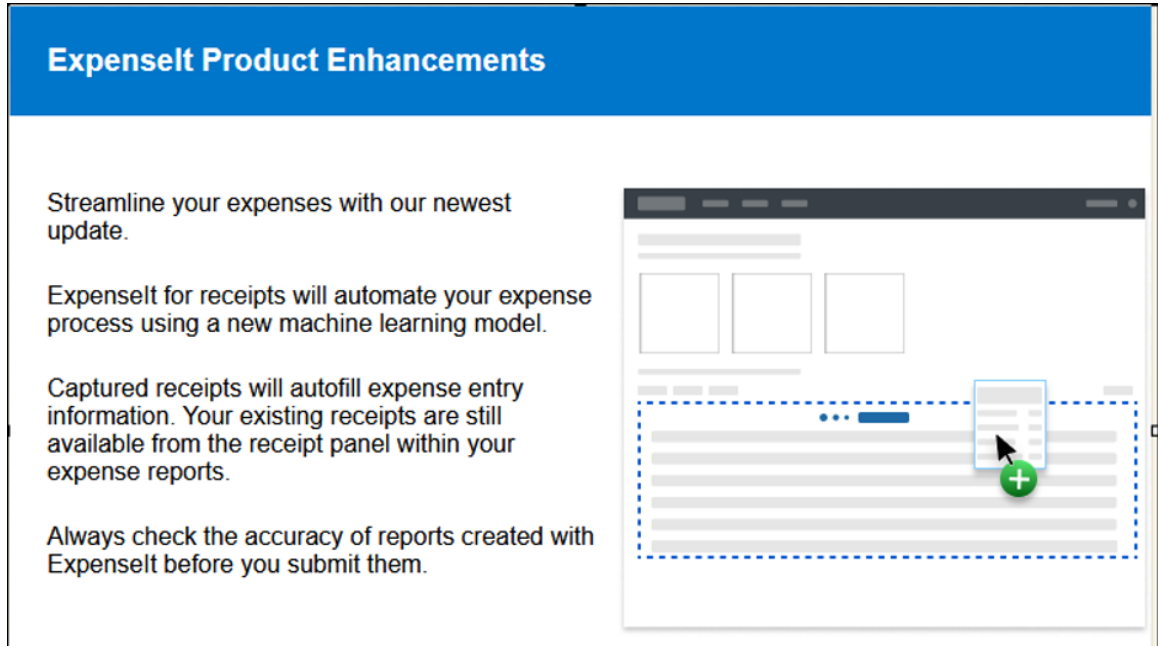 ExpenseIt Product Enhancements
Streamline your expenses with our newest
update.
ExpenseIt for receipts will automate your expense
process using a new machine learning model.
Captured receipts will autofill expense entry
information. Your existing receipts are still
available from the receipt panel within your
expense reports.
Always check the accuracy of reports created with
ExpenseIt before you submit them.